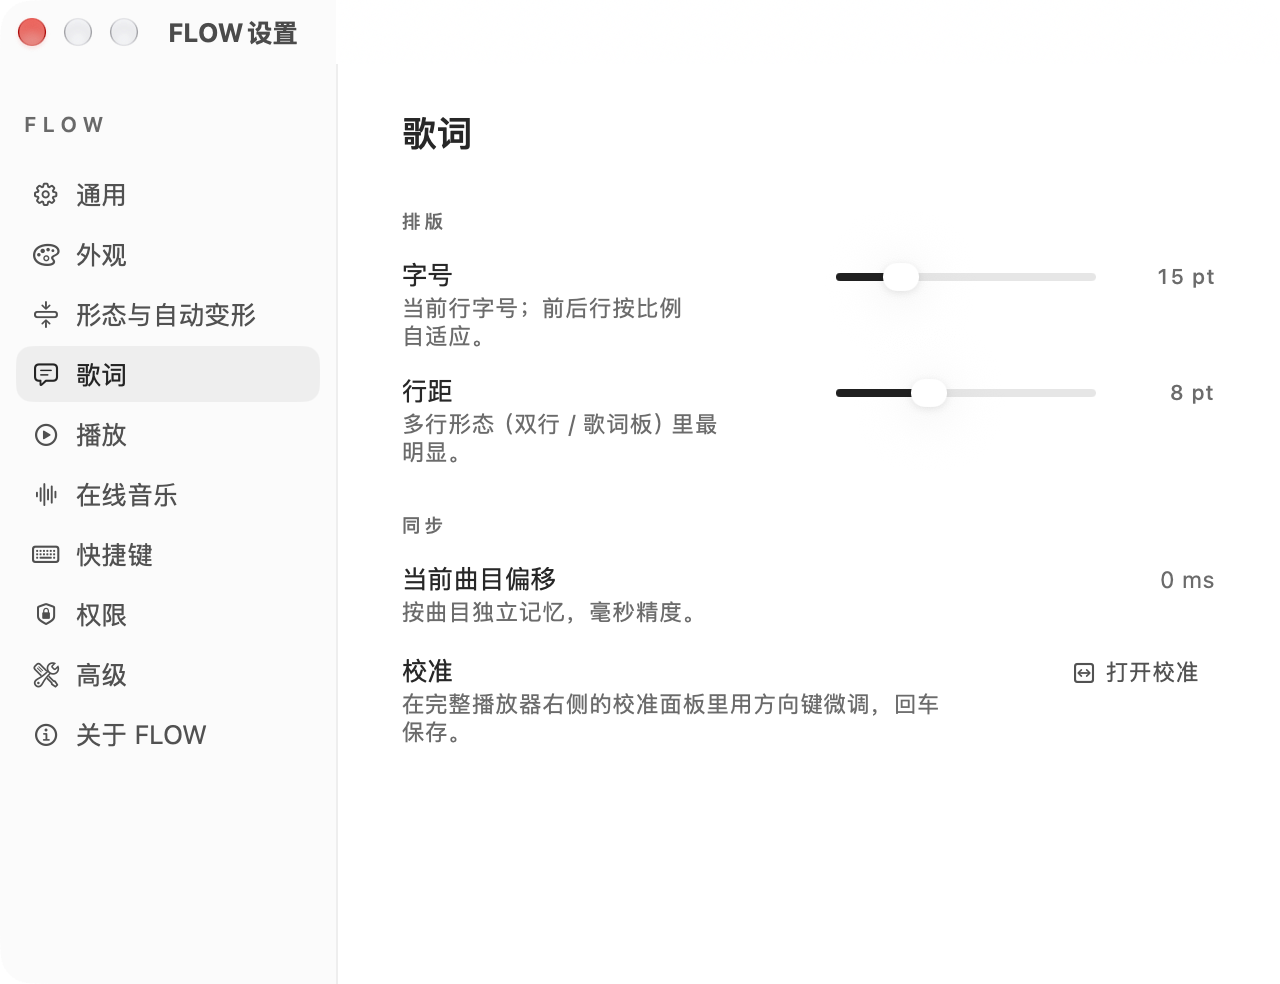 FLOW 设置
FLOW
通用
外观
形态与自动变形
歌词
播放
在线音乐
快捷键
权限
高级
关于 FLOW
歌词
排版
字号
15 pt
当前行字号；前后行按比例
自适应。
行距
8 pt
多行形态（双行 / 歌词板）里最
明显。
同步
当前曲目偏移
0 ms
按曲目独立记忆，毫秒精度。
校准
打开校准
在完整播放器右侧的校准面板里用方向键微调，回车
保存。